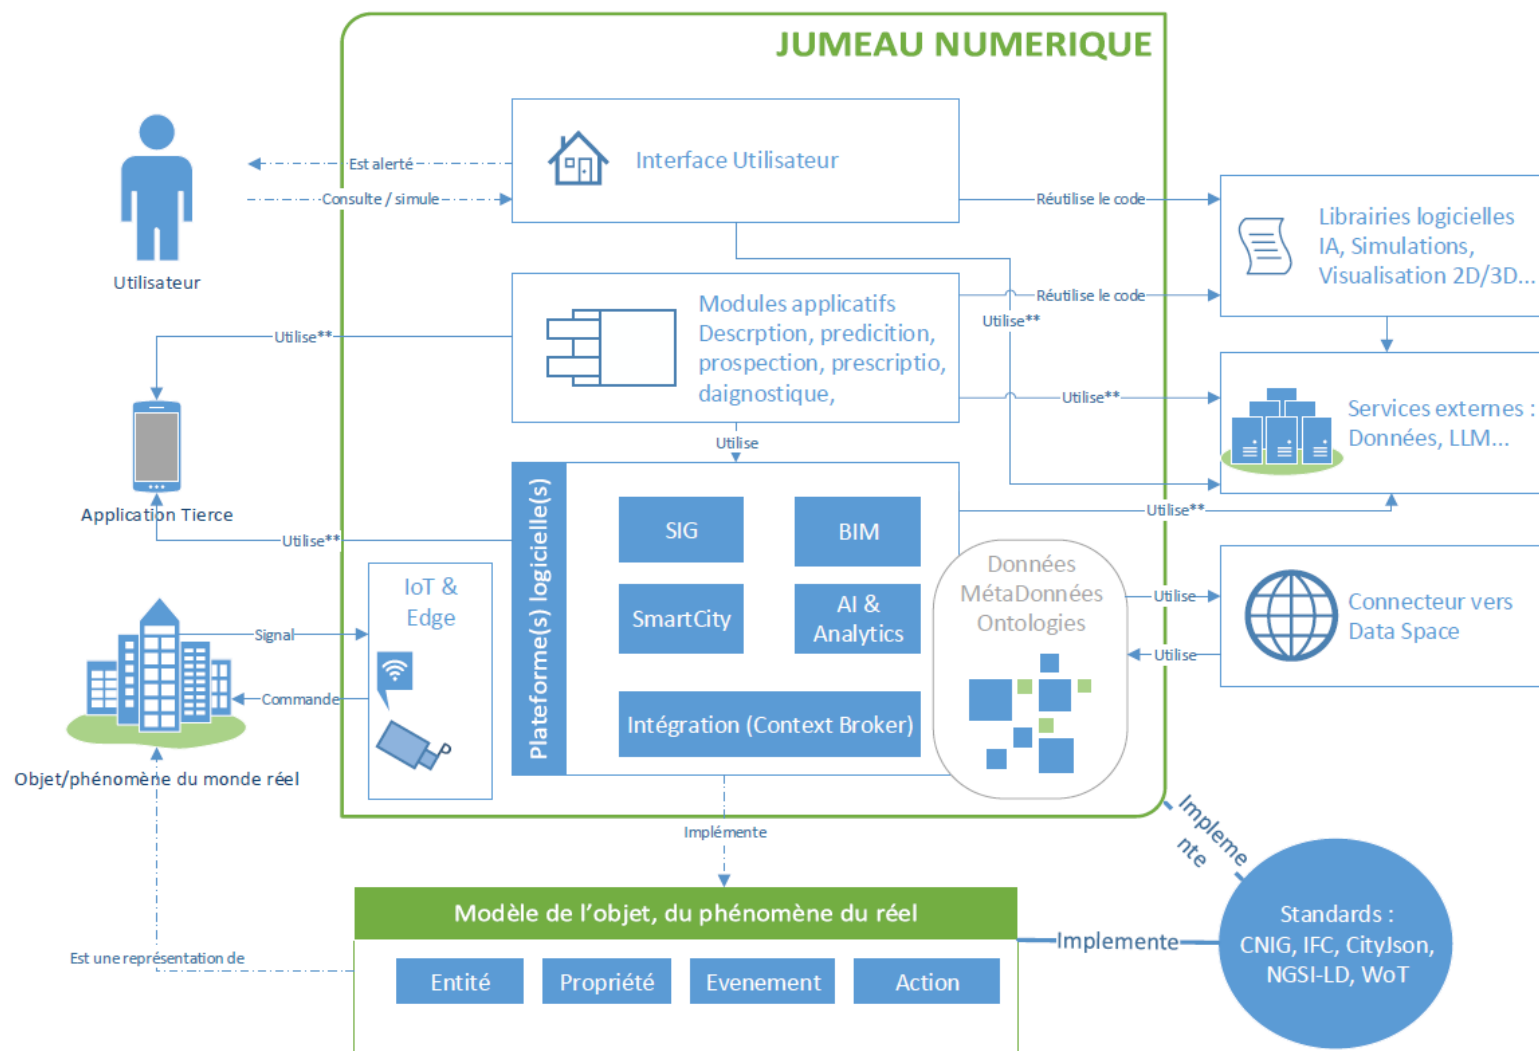 JUMEAU NUMERIQUE
Interface Utilisateur
Est alerté
Consulte / simule
Utilisateur
Réutilise le code
Librairies logicielles
IA, Simulations,
Visualisation 2D/3D...
Modules applicatifs
Descrption, predicition,
prospection, prescriptio,
daignostique,
Réutilise le code
Utilise**
Utilise**
Utilise**
Services externes :
Données, LLM...
Utilise
Application Tierce
Utilise**
Utilise**
Plateforme(s) logicielle(s)
SIG
BIM
SmartCity
AI &
Analytics
Intégration (Context Broker)
Données
MétaDonnées
Ontologies
Utilise
Utilise
Connecteur vers
Data Space
IoT &
Edge
Signal
Commande
Objet/phénomène du monde réel
Implémente
Impleme
nte
Modèle de l'objet, du phénomène du réel
Implemente
Standards :
CNIG, IFC, CityJson,
NGSI-LD, WoT
Est une représentation de
Entité
Propriété
Evenement
Action